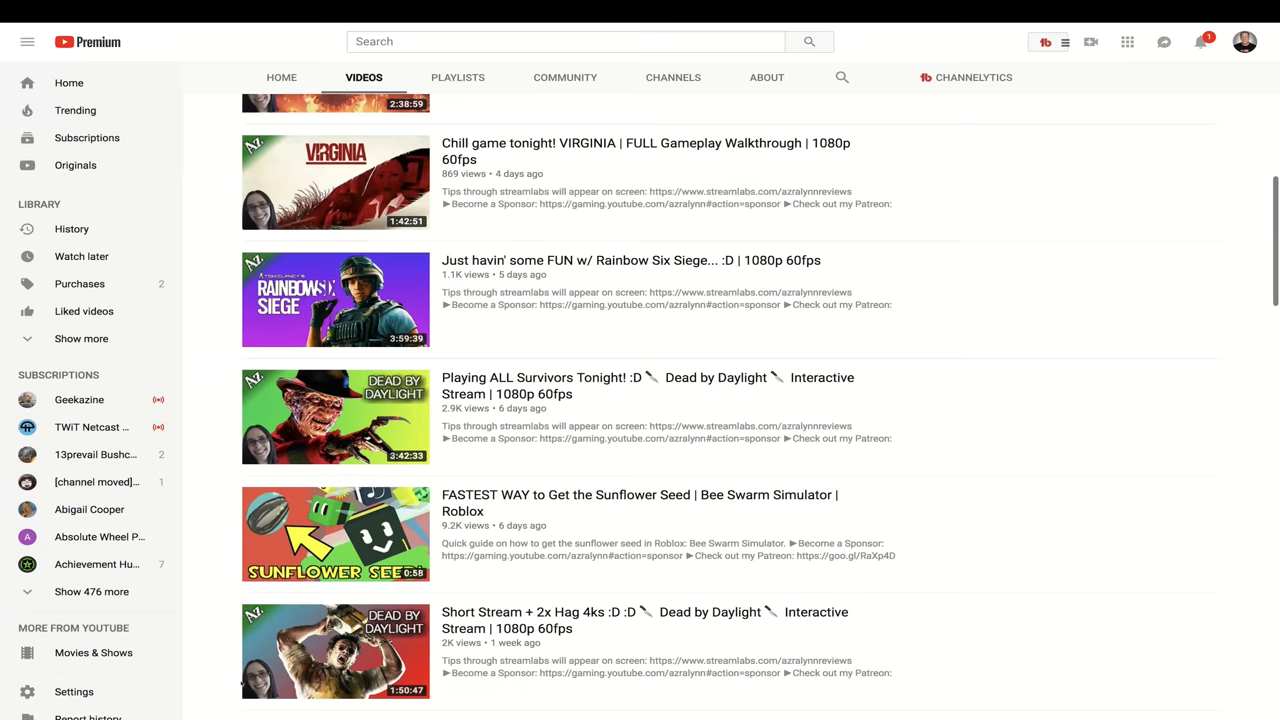 Premium
Search
1
HOME
VIDEOS
PLAYLISTS
COMMUNITY
CHANNELS
ABOUT
CHANNELYTICS
Home
Trending
Subscriptions
Originals
LIBRARY
History
Watch later
Purchases 2
Liked videos
Show more
SUBSCRIPTIONS
Geekazine
TWiT Netcast ...
13prevail Bushc... 2
[channel moved]... 1
Abigail Cooper
A Absolute Wheel P...
Achievement Hu... 7
Show 476 more
MORE FROM YOUTUBE
Movies & Shows
Settings
Report history
2:38:59
AZ
VIRGINIA
1:42:51
Chill game tonight! VIRGINIA | FULL Gameplay Walkthrough | 1080p
60fps
869 views • 4 days ago
Tips through streamlabs will appear on screen: https://www.streamlabs.com/azralynnreviews
►Become a Sponsor: https://gaming.youtube.com/azralynn#action=sponsor ►Check out my Patreon:
AZ
TOM CLANCY'S
RAINBOW SIX
SIEGE
3:59:39
Just havin' some FUN w/ Rainbow Six Siege... :D | 1080p 60fps
1.1K views • 5 days ago
Tips through streamlabs will appear on screen: https://www.streamlabs.com/azralynnreviews
►Become a Sponsor: https://gaming.youtube.com/azralynn#action=sponsor ►Check out my Patreon:
AZ
DEAD BY
DAYLIGHT
3:42:33
Playing ALL Survivors Tonight! :D🔪 Dead by Daylight🔪 Interactive
Stream | 1080p 60fps
2.9K views • 6 days ago
Tips through streamlabs will appear on screen: https://www.streamlabs.com/azralynnreviews
►Become a Sponsor: https://gaming.youtube.com/azralynn#action=sponsor ►Check out my Patreon:
SUNFLOWER SEED!
0:58
FASTEST WAY to Get the Sunflower Seed | Bee Swarm Simulator |
Roblox
9.2K views • 6 days ago
Quick guide on how to get the sunflower seed in Roblox: Bee Swarm Simulator. ►Become a Sponsor:
https://gaming.youtube.com/azralynn#action=sponsor ►Check out my Patreon: https://goo.gl/RaXp4D
AZ
DEAD BY
DAYLIGHT
1:50:47
Short Stream + 2x Hag 4ks :D :D🔪 Dead by Daylight🔪 Interactive
Stream | 1080p 60fps
2K views • 1 week ago
Tips through streamlabs will appear on screen: https://www.streamlabs.com/azralynnreviews
►Become a Sponsor: https://gaming.youtube.com/azralynn#action=sponsor ►Check out my Patreon: